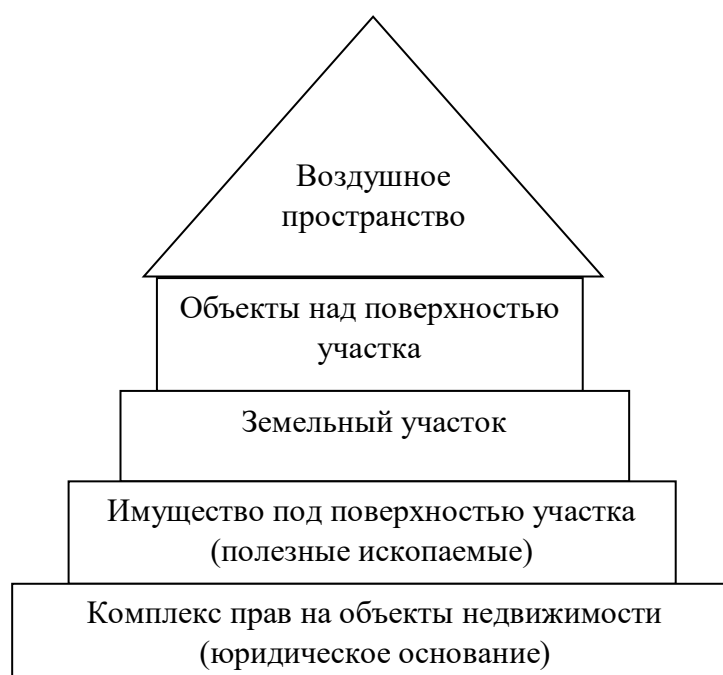 Воздушное
пространство
Объекты над поверхностью
участка
Земельный участок
Имущество под поверхностью участка
(полезные ископаемые)
Комплекс прав на объекты недвижимости
(юридическое основание)